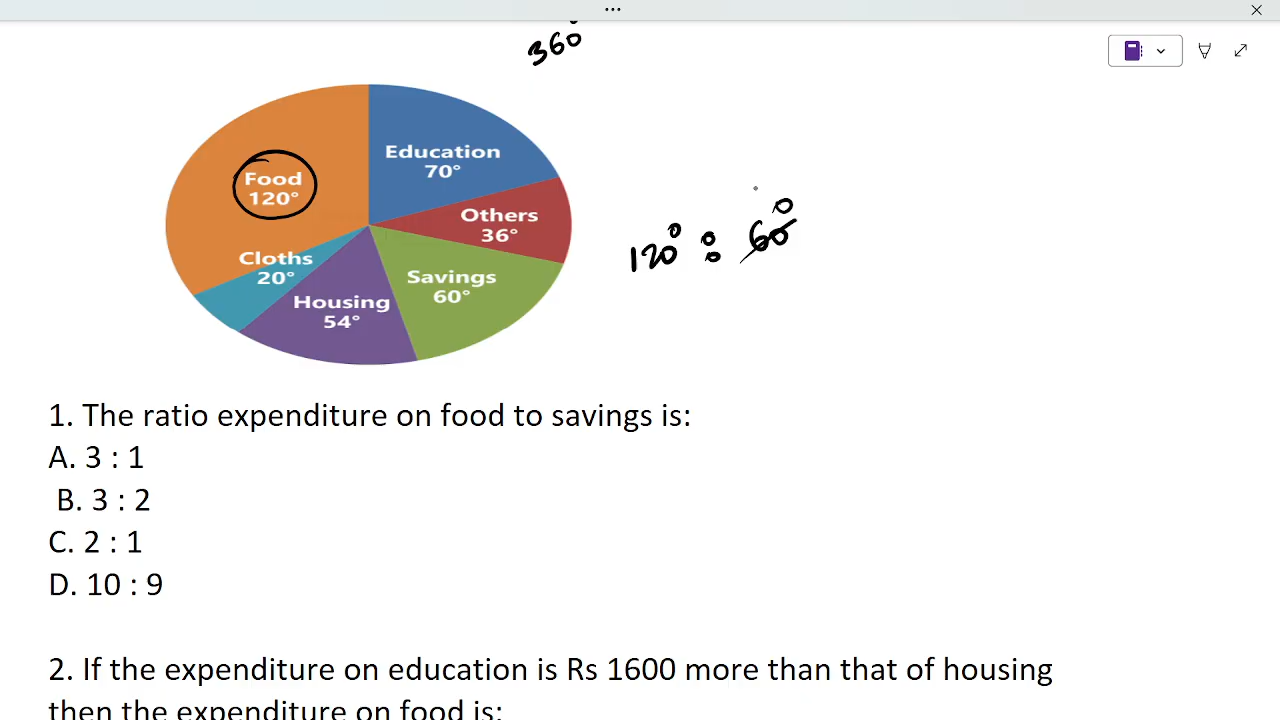 360°
Education
70°
Food
120°
Others
36°
120° : 60°
Cloths
20°
Savings
60°
Housing
54°
1. The ratio expenditure on food to savings is:
A. 3 : 1
B. 3 : 2
C. 2 : 1
D. 10 : 9
2. If the expenditure on education is Rs 1600 more than that of housing
then the expenditure on food is: